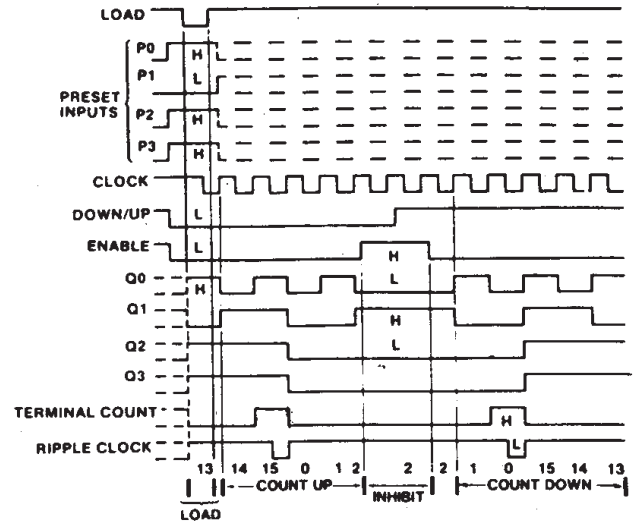 LOAD
P0 H
P1 L
PRESET
INPUTS
P2 H
P3 H
CLOCK
DOWN/UP L
ENABLE L H
Q0 H L
Q1 H
Q2 L
Q3
TERMINAL COUNT H
RIPPLE CLOCK L
13 14 15 0 1 2 2 2 1 0 15 14 13
COUNT UP INHIBIT COUNT DOWN
LOAD